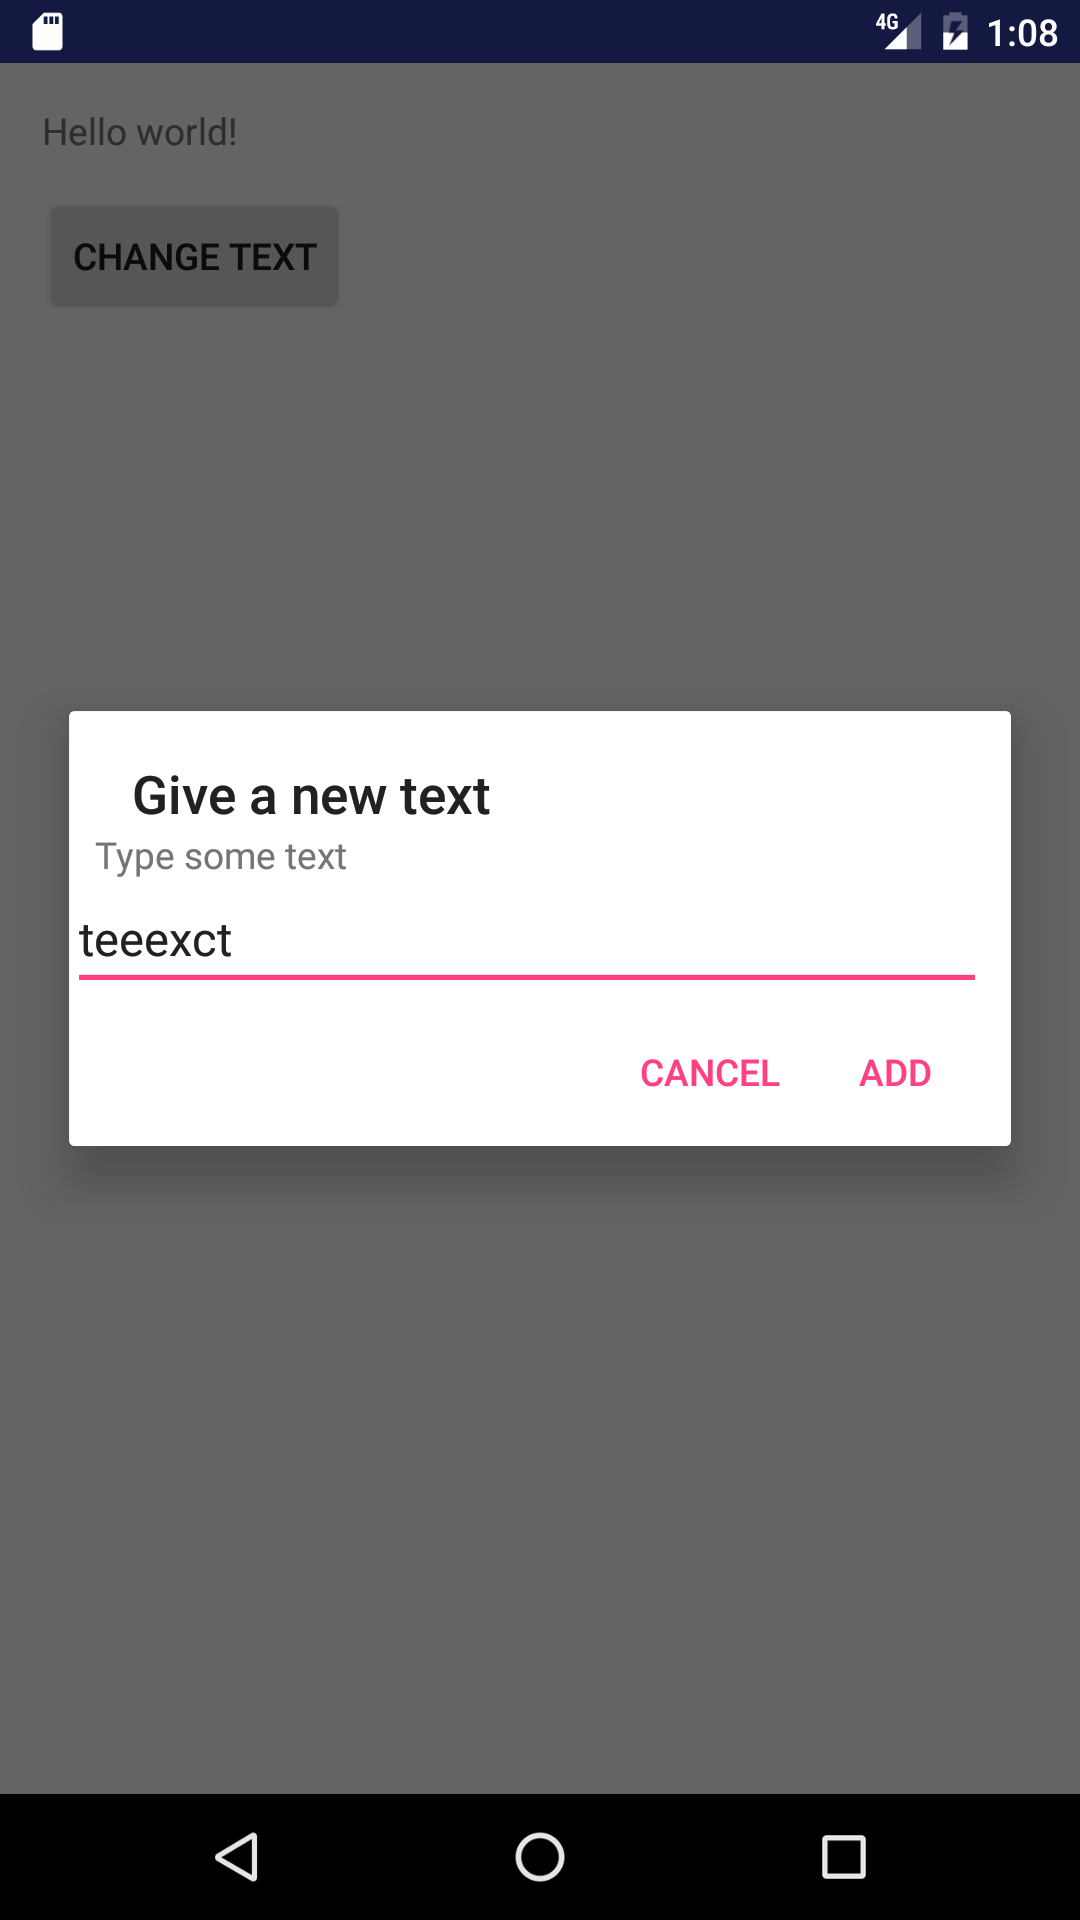 4G 1:08
Hello world!
CHANGE TEXT
Give a new text
Type some text
teeexct
CANCEL ADD